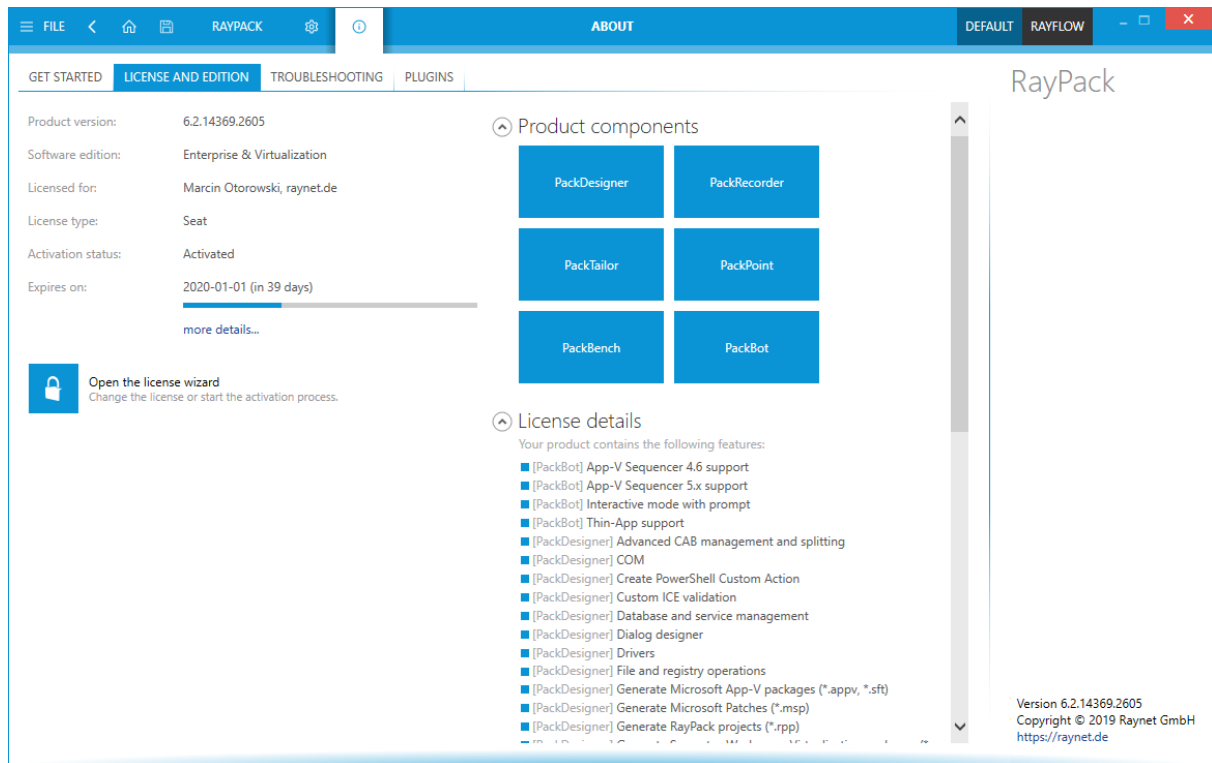 FILE RAYPACK ABOUT DEFAULT RAYFLOW
GET STARTED LICENSE AND EDITION TROUBLESHOOTING PLUGINS
RayPack
Product version: 6.2.14369.2605
Software edition: Enterprise & Virtualization
Licensed for: Marcin Otorowski, raynet.de
License type: Seat
Activation status: Activated
Expires on: 2020-01-01 (in 39 days)
more details...
Open the license wizard
Change the license or start the activation process.
Product components
PackDesigner PackRecorder
PackTailor PackPoint
PackBench PackBot
License details
Your product contains the following features:
[PackBot] App-V Sequencer 4.6 support
[PackBot] App-V Sequencer 5.x support
[PackBot] Interactive mode with prompt
[PackBot] Thin-App support
[PackDesigner] Advanced CAB management and splitting
[PackDesigner] COM
[PackDesigner] Create PowerShell Custom Action
[PackDesigner] Custom ICE validation
[PackDesigner] Database and service management
[PackDesigner] Dialog designer
[PackDesigner] Drivers
[PackDesigner] File and registry operations
[PackDesigner] Generate Microsoft App-V packages (*.appv, *.sft)
[PackDesigner] Generate Microsoft Patches (*.msp)
[PackDesigner] Generate RayPack projects (*.rpp)
Version 6.2.14369.2605
Copyright © 2019 Raynet GmbH
https://raynet.de